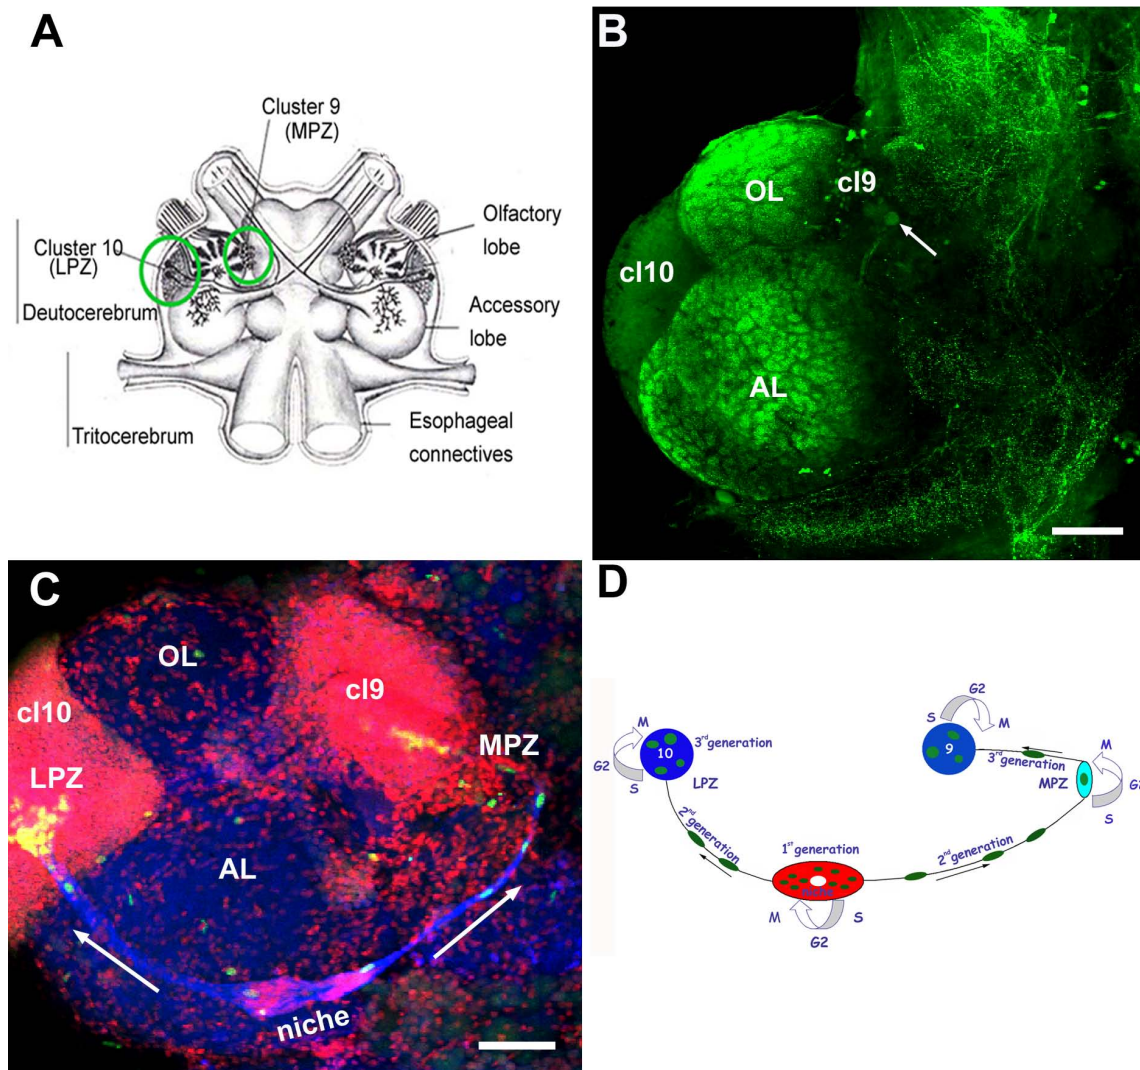 A
Cluster 9
(MPZ)
Cluster 10
(LPZ)
Deutocerebrum
Tritocerebrum
Olfactory
lobe
Accessory
lobe
Esophageal
connectives
B
OL
cl9
cl10
AL
C
OL
cl9
cl10
LPZ
MPZ
AL
niche
D
G2
S
M
M
G2
S
10
3rd generation
LPZ
9
3rd generation
MPZ
M
G2
S
2nd generation
1st generation
2nd generation
niche
M
S
G2